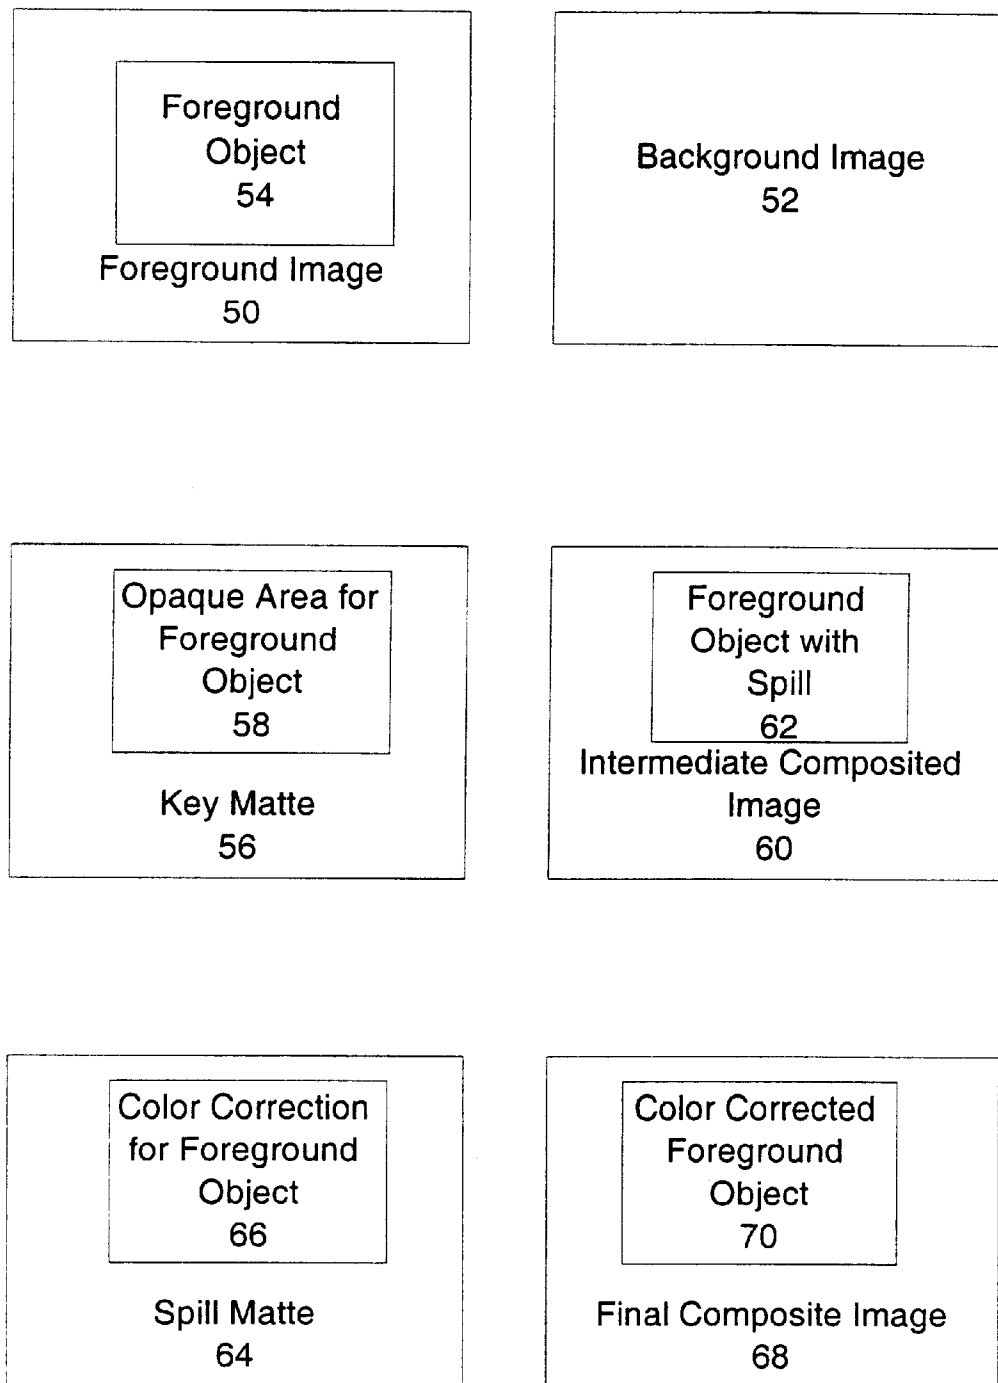 Foreground
Object
54
Foreground Image
50
Background Image
52
Opaque Area for
Foreground
Object
58
Key Matte
56
Foreground
Object with
Spill
62
Intermediate Composited
Image
60
Color Correction
for Foreground
Object
66
Spill Matte
64
Color Corrected
Foreground
Object
70
Final Composite Image
68